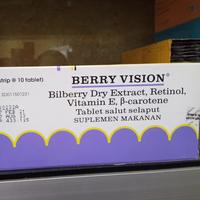 strip @ 10 tablet)
BERRY VISION®
Bilberry Dry Extract, Retinol,
Vitamin E, β-carotene
Tablet salut selaput
SUPLEMEN MAKANAN